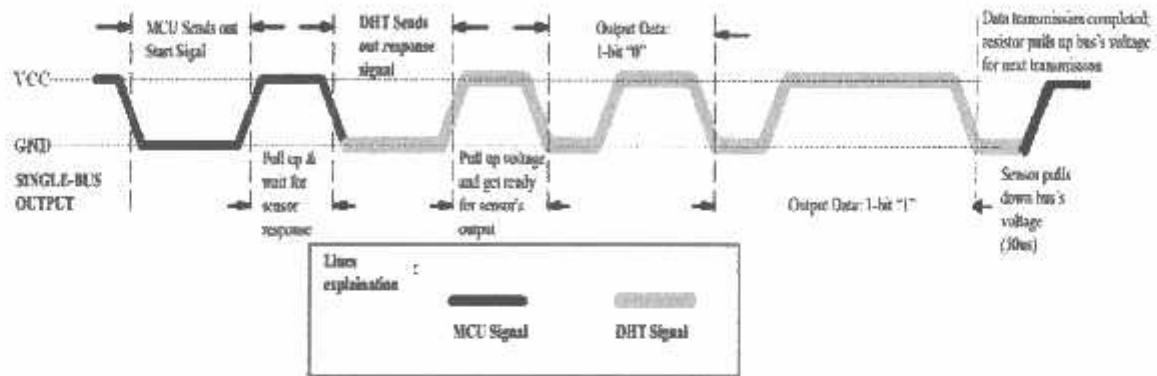 MCU Sends out
Start Sigal
DHT Sends
out response
signal
Output Data:
1-bit "0"
Data transmission completed;
resistor pulls up bus's voltage
for next transmission
VCC
GND
SINGLE-BUS
OUTPUT
Pull up &
wait for
sensor
response
Pull up voltage
and get ready
for sensor's
output
Output Data: 1-bit "1"
Sensor pulls
down bus's
voltage
(50us)
Lines
explaination :
MCU Signal
DHT Signal